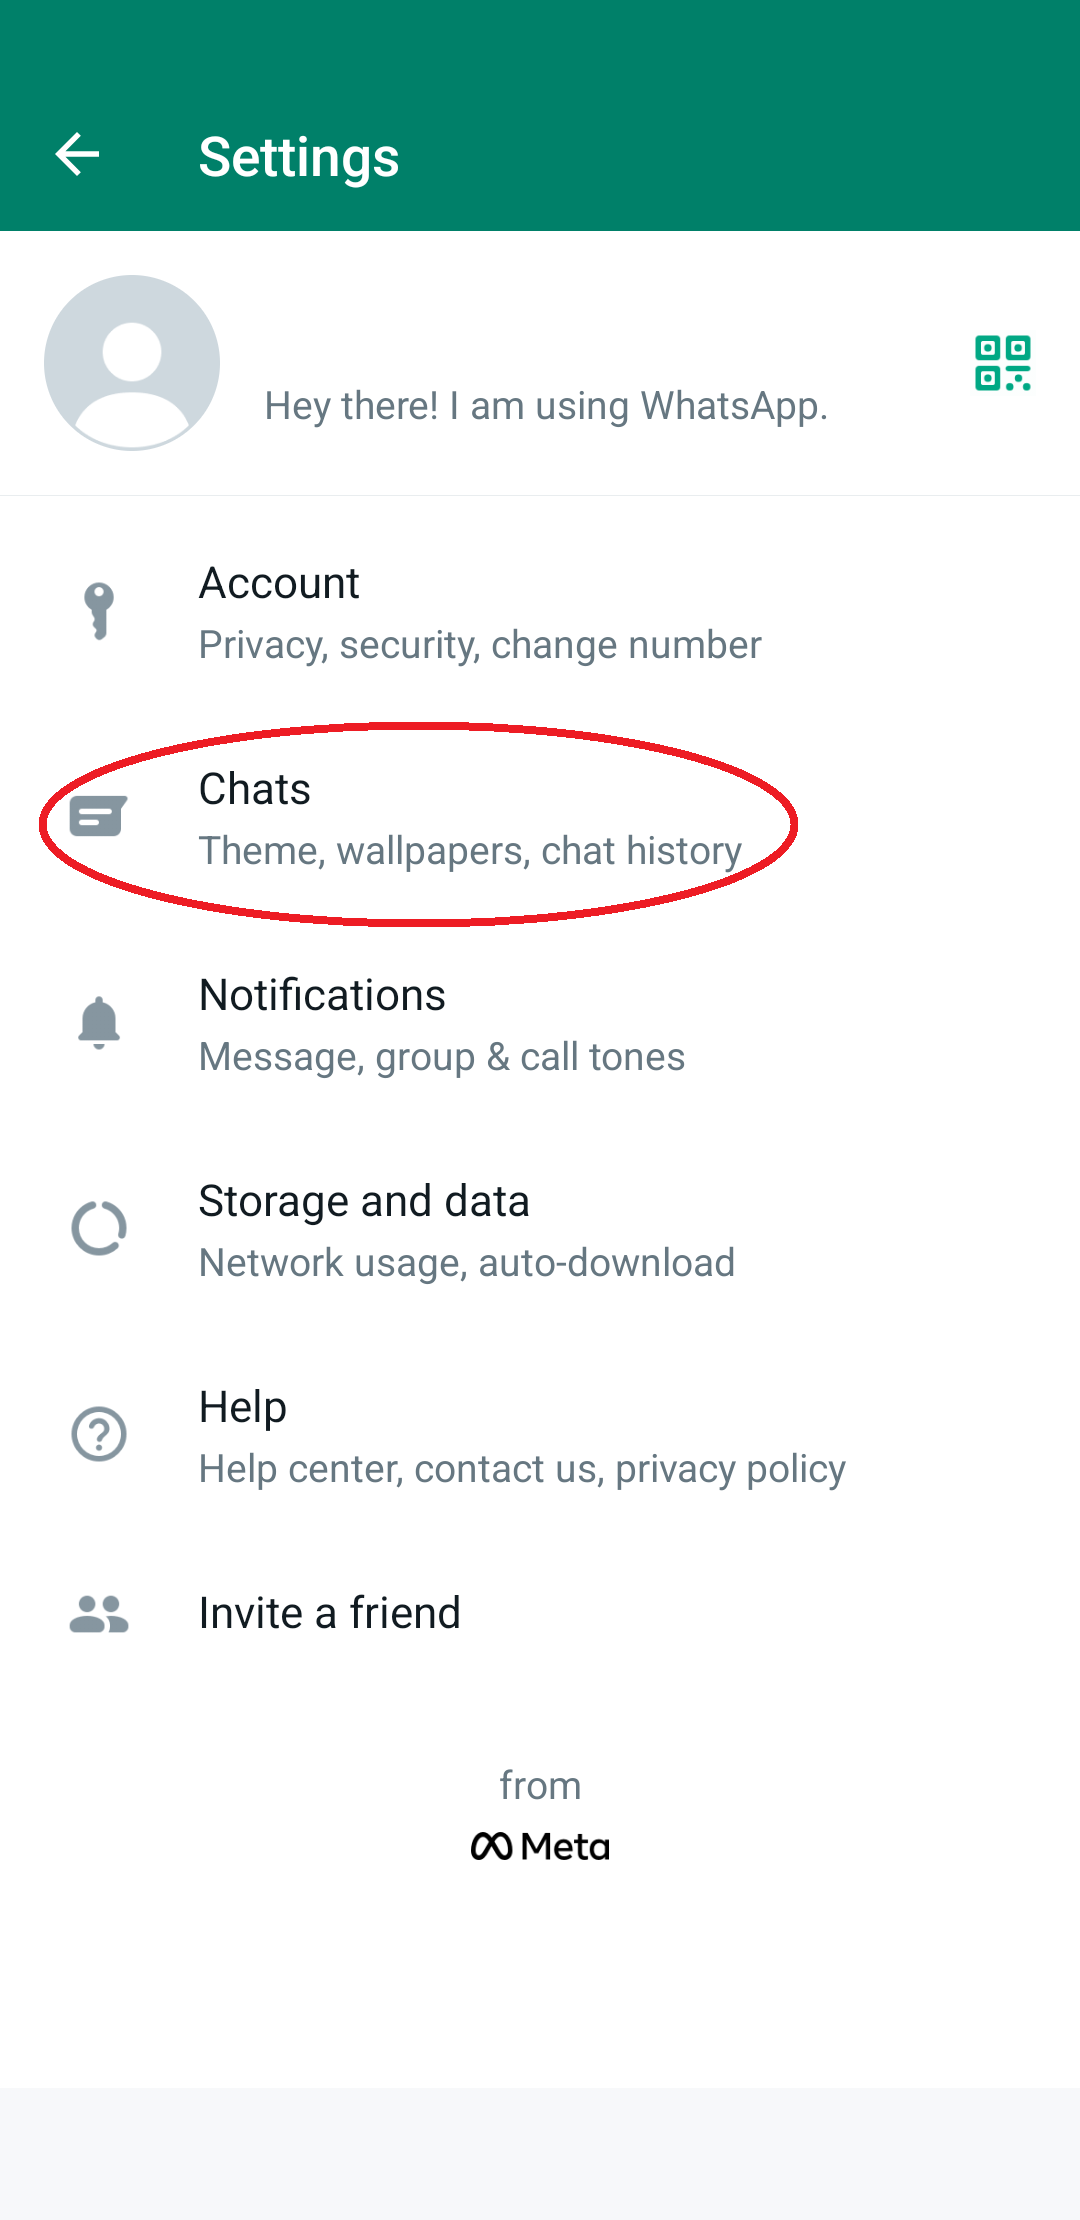 Settings
Hey there! I am using WhatsApp.
Account
Privacy, security, change number
Chats
Theme, wallpapers, chat history
Notifications
Message, group & call tones
Storage and data
Network usage, auto-download
Help
Help center, contact us, privacy policy
Invite a friend
from
Meta